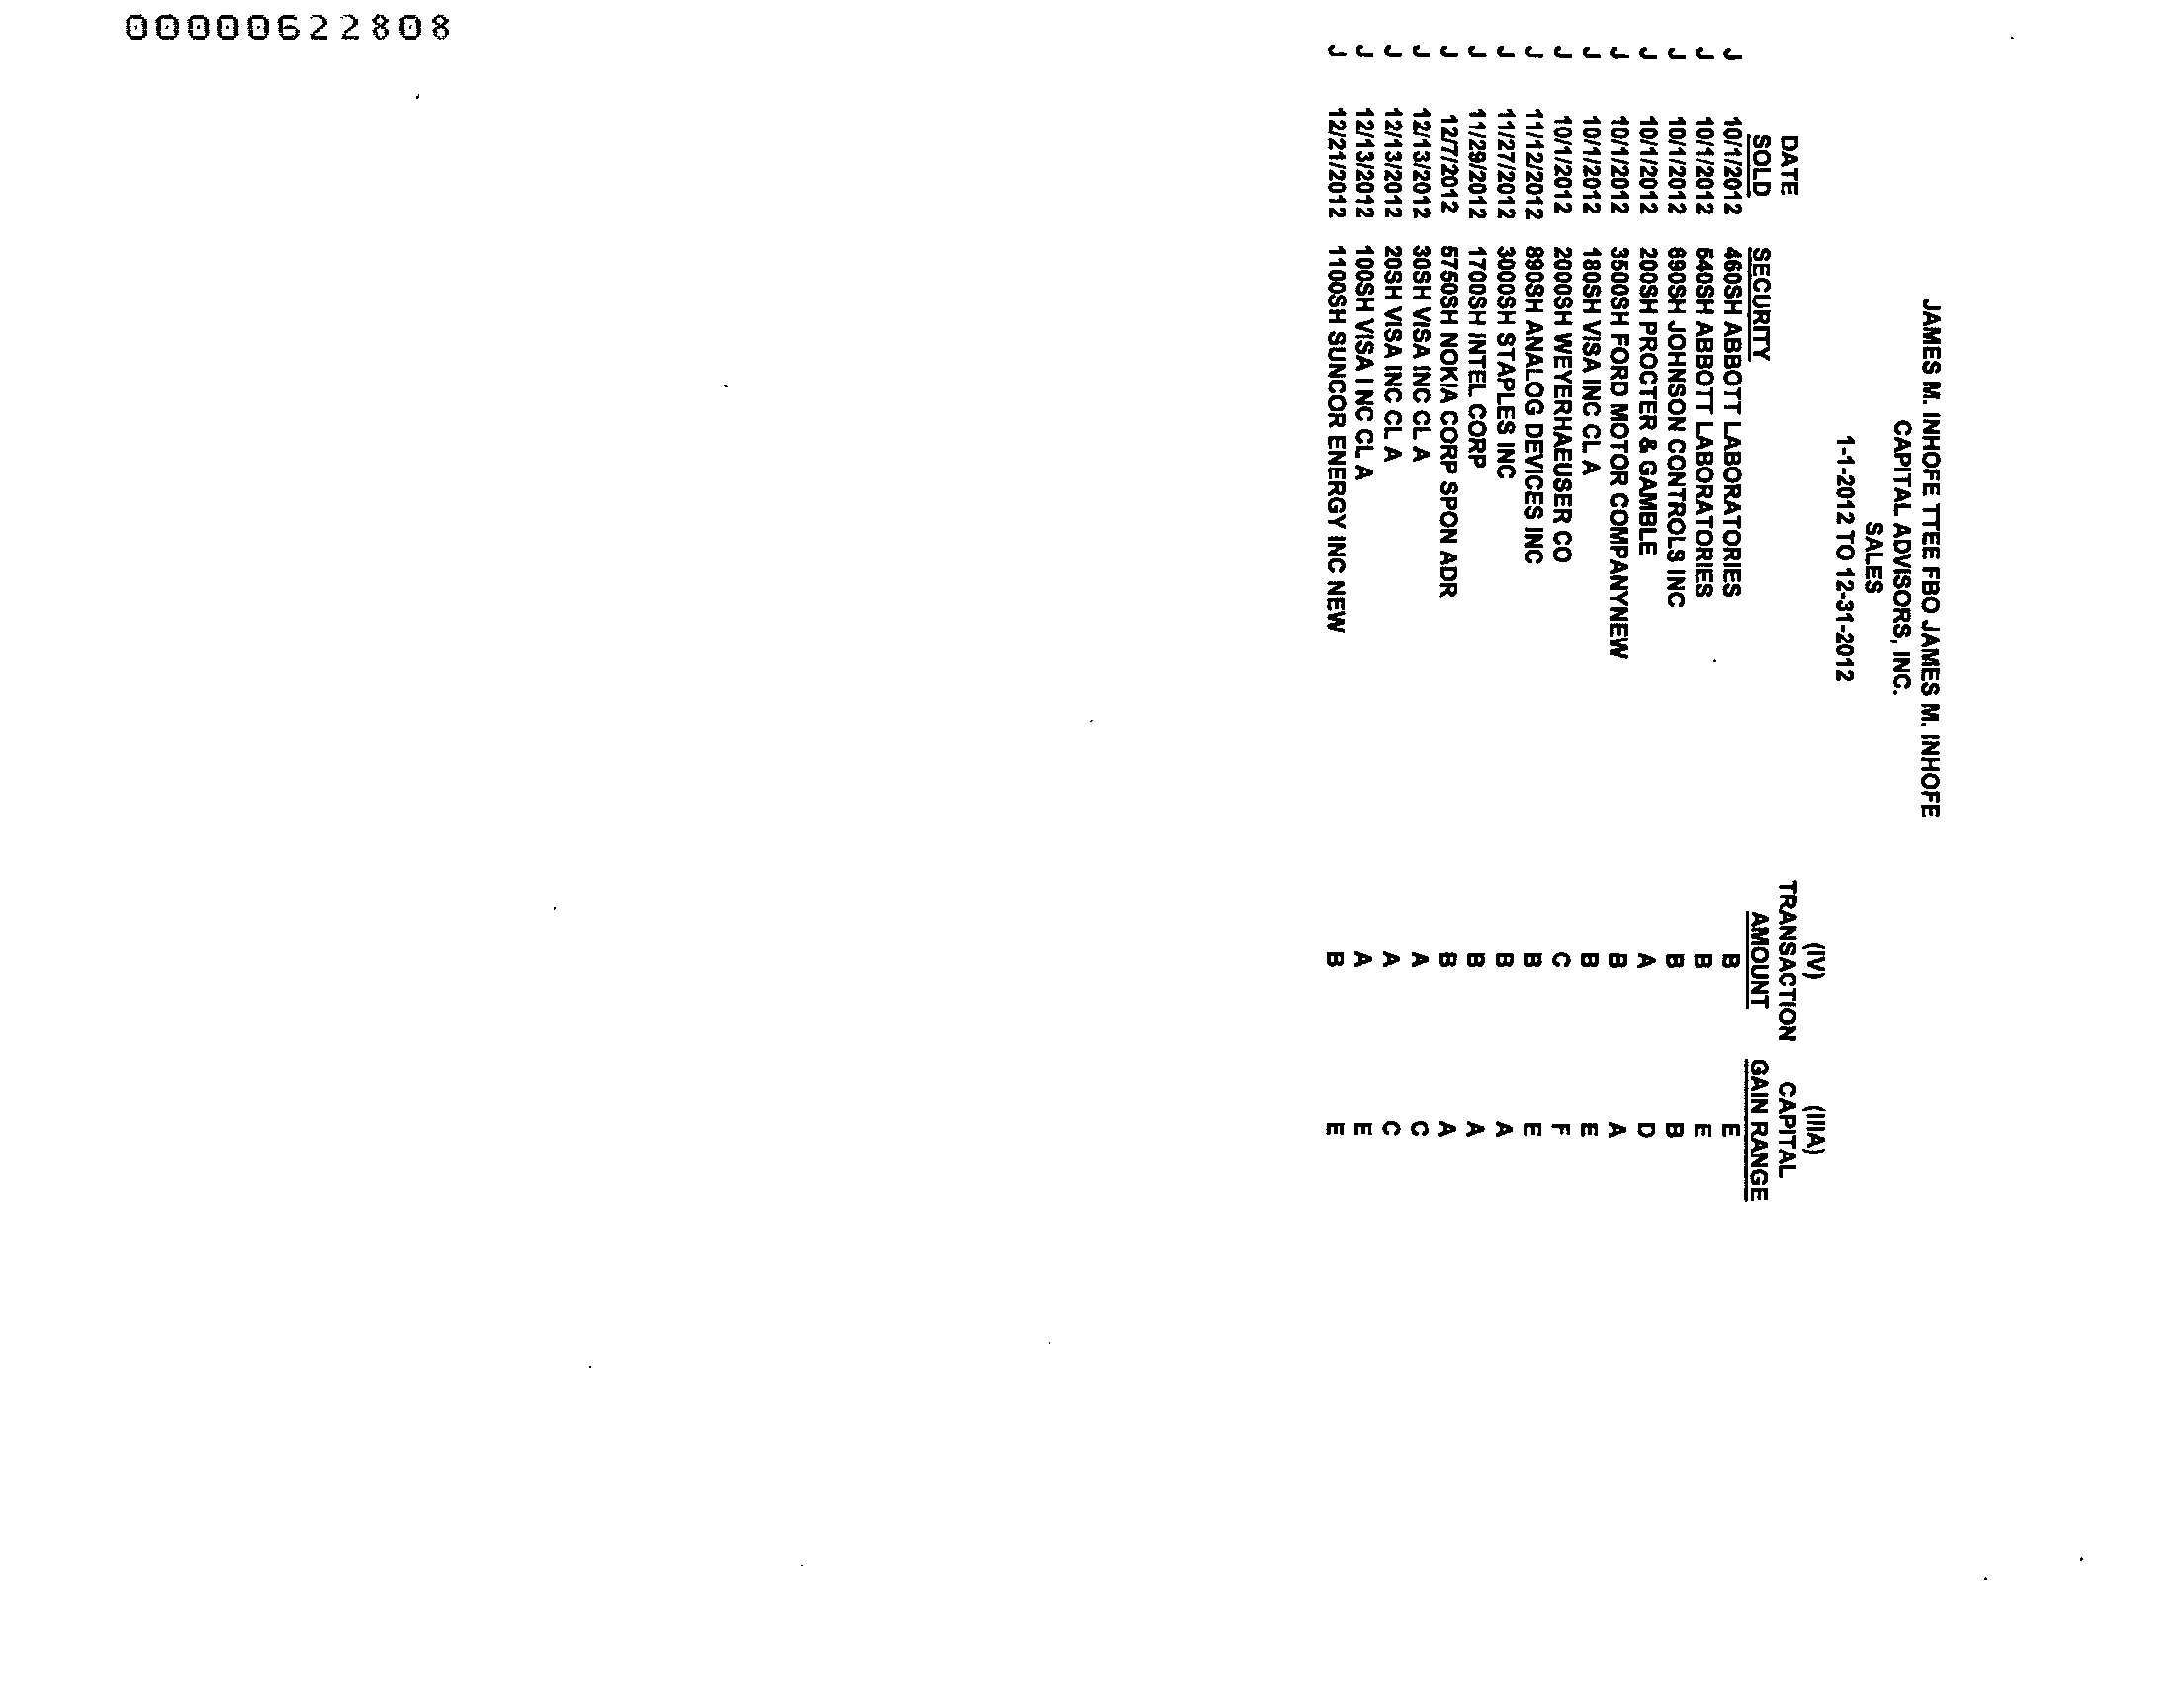 00000622808
JAMES M. INHOFE TTEE FBO JAMES M. INHOFE
CAPITAL ADVISORS, INC.
SALES
1-1-2012 TO 12-31-2012
(IV) (IIIA)
DATE TRANSACTION CAPITAL
SOLD SECURITY AMOUNT GAIN RANGE
J 10/1/2012 460SH ABBOTT LABORATORIES B E
J 10/1/2012 540SH ABBOTT LABORATORIES B E
J 10/1/2012 690SH JOHNSON CONTROLS INC B B
J 10/1/2012 200SH PROCTER & GAMBLE A D
J 10/1/2012 3500SH FORD MOTOR COMPANYNEW B A
J 10/1/2012 180SH VISA INC CL A B E
J 10/1/2012 2000SH WEYERHAEUSER CO C F
J 11/12/2012 890SH ANALOG DEVICES INC B E
J 11/27/2012 3000SH STAPLES INC B A
J 11/29/2012 1700SH INTEL CORP B A
J 12/7/2012 5750SH NOKIA CORP SPON ADR B A
J 12/13/2012 30SH VISA INC CL A A C
J 12/13/2012 20SH VISA INC CL A A C
J 12/13/2012 100SH VISA I NC CL A A E
J 12/21/2012 1100SH SUNCOR ENERGY INC NEW B E